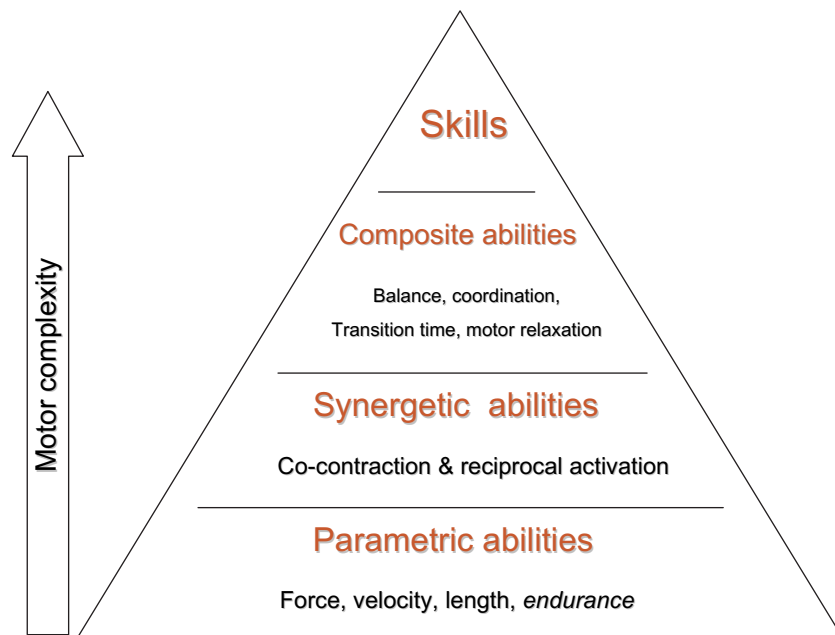 Skills
Composite abilities
Balance, coordination,
Transition time, motor relaxation
Synergetic abilities
Co-contraction & reciprocal activation
Parametric abilities
Force, velocity, length, endurance
Motor complexity